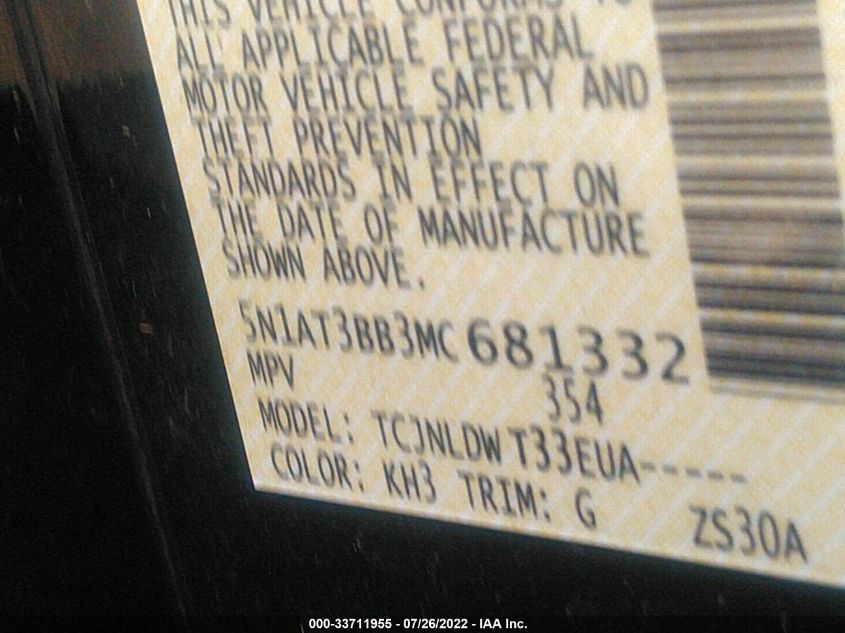 THIS VEHICLE CONFORMS TO
ALL APPLICABLE FEDERAL
MOTOR VEHICLE SAFETY AND
THEFT PREVENTION
STANDARDS IN EFFECT ON
THE DATE OF MANUFACTURE
SHOWN ABOVE.
5N1AT3BB3MC681332
MPV 354
MODEL: TCJNLDW T33EUA-----
COLOR: KH3 TRIM: G ZS30A
000-33711955 - 07/26/2022 - IAA Inc.